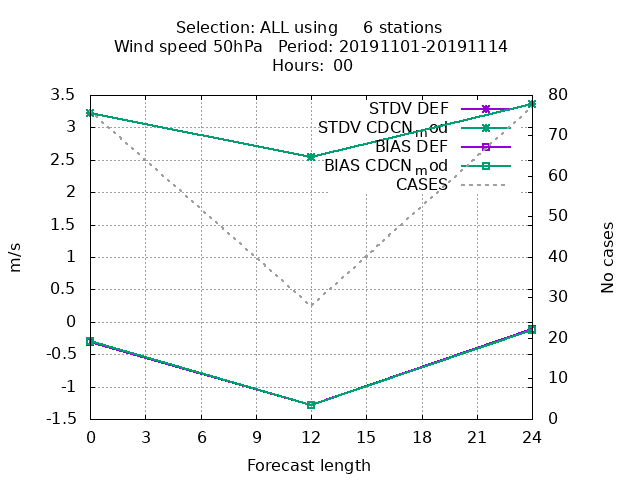 Selection: ALL using     6 stations
Wind speed 50hPa   Period: 20191101-20191114
Hours:  00
3.5
3
2.5
2
1.5
1
0.5
0
-0.5
-1
-1.5
m/s
80
70
60
50
40
30
20
10
0
No cases
STDV DEF
STDV CDCNmod
BIAS DEF
BIAS CDCNmod
CASES
0 3 6 9 12 15 18 21 24
Forecast length